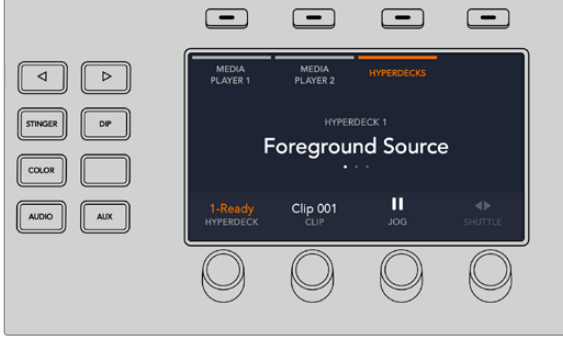 MEDIA
PLAYER 1
MEDIA
PLAYER 2
HYPERDECKS
HYPERDECK 1
Foreground Source
1-Ready
HYPERDECK
Clip 001
CLIP
JOG
SHUTTLE
STINGER
DIP
COLOR
AUDIO
AUX